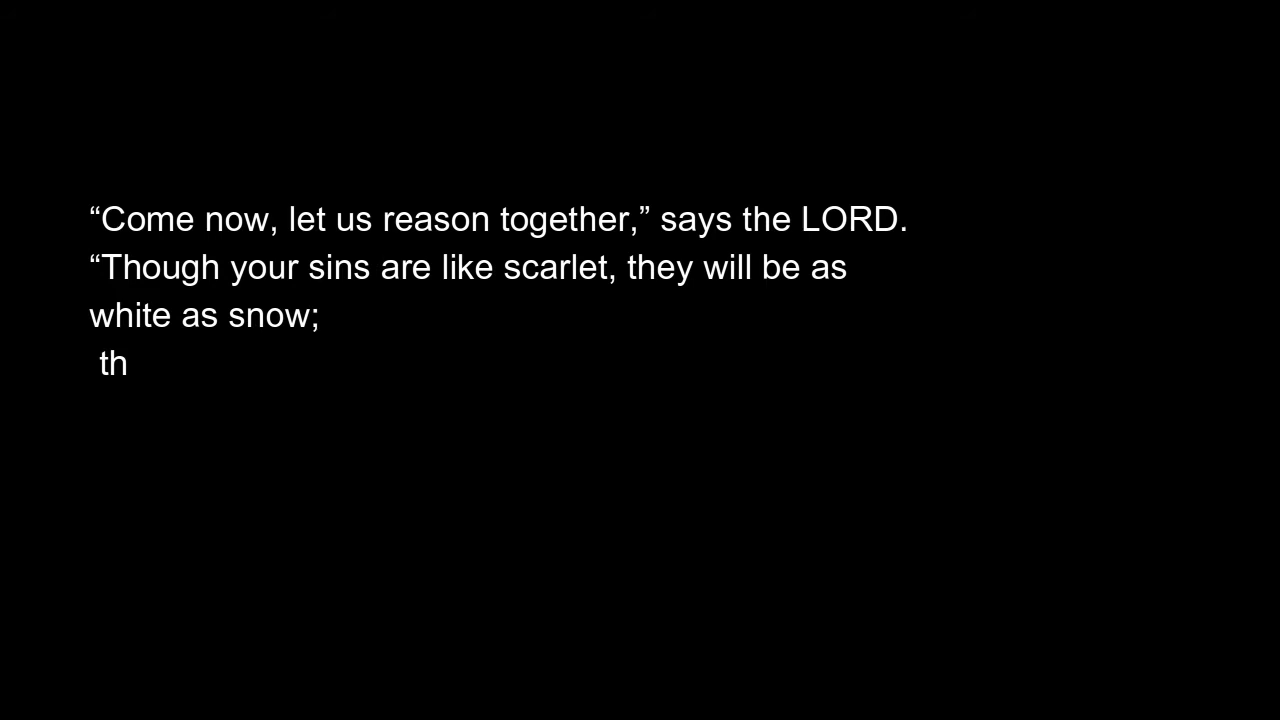 “Come now, let us reason together,” says the LORD.
“Though your sins are like scarlet, they will be as
white as snow;
th